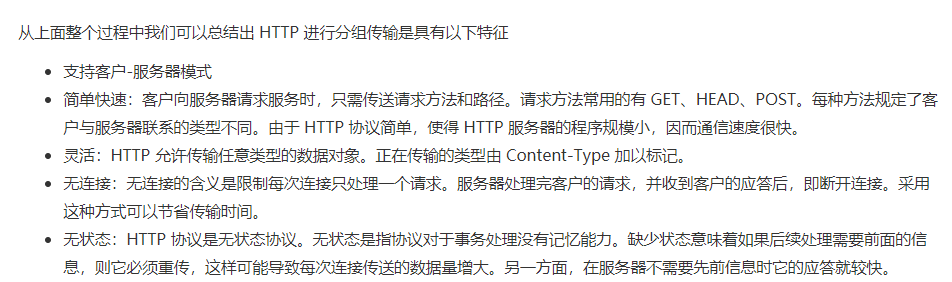 从上面整个过程中我们可以总结出 HTTP 进行分组传输是具有以下特征
• 支持客户-服务器模式
• 简单快速：客户向服务器请求服务时，只需传送请求方法和路径。请求方法常用的有 GET、HEAD、POST。每种方法规定了客
户与服务器联系的类型不同。由于 HTTP 协议简单，使得 HTTP 服务器的程序规模小，因而通信速度很快。
• 灵活：HTTP 允许传输任意类型的数据对象。正在传输的类型由 Content-Type 加以标记。
• 无连接：无连接的含义是限制每次连接只处理一个请求。服务器处理完客户的请求，并收到客户的应答后，即断开连接。采用
这种方式可以节省传输时间。
• 无状态：HTTP 协议是无状态协议。无状态是指协议对于事务处理没有记忆能力。缺少状态意味着如果后续处理需要前面的信
息，则它必须重传，这样可能导致每次连接传送的数据量增大。另一方面，在服务器不需要先前信息时它的应答就较快。